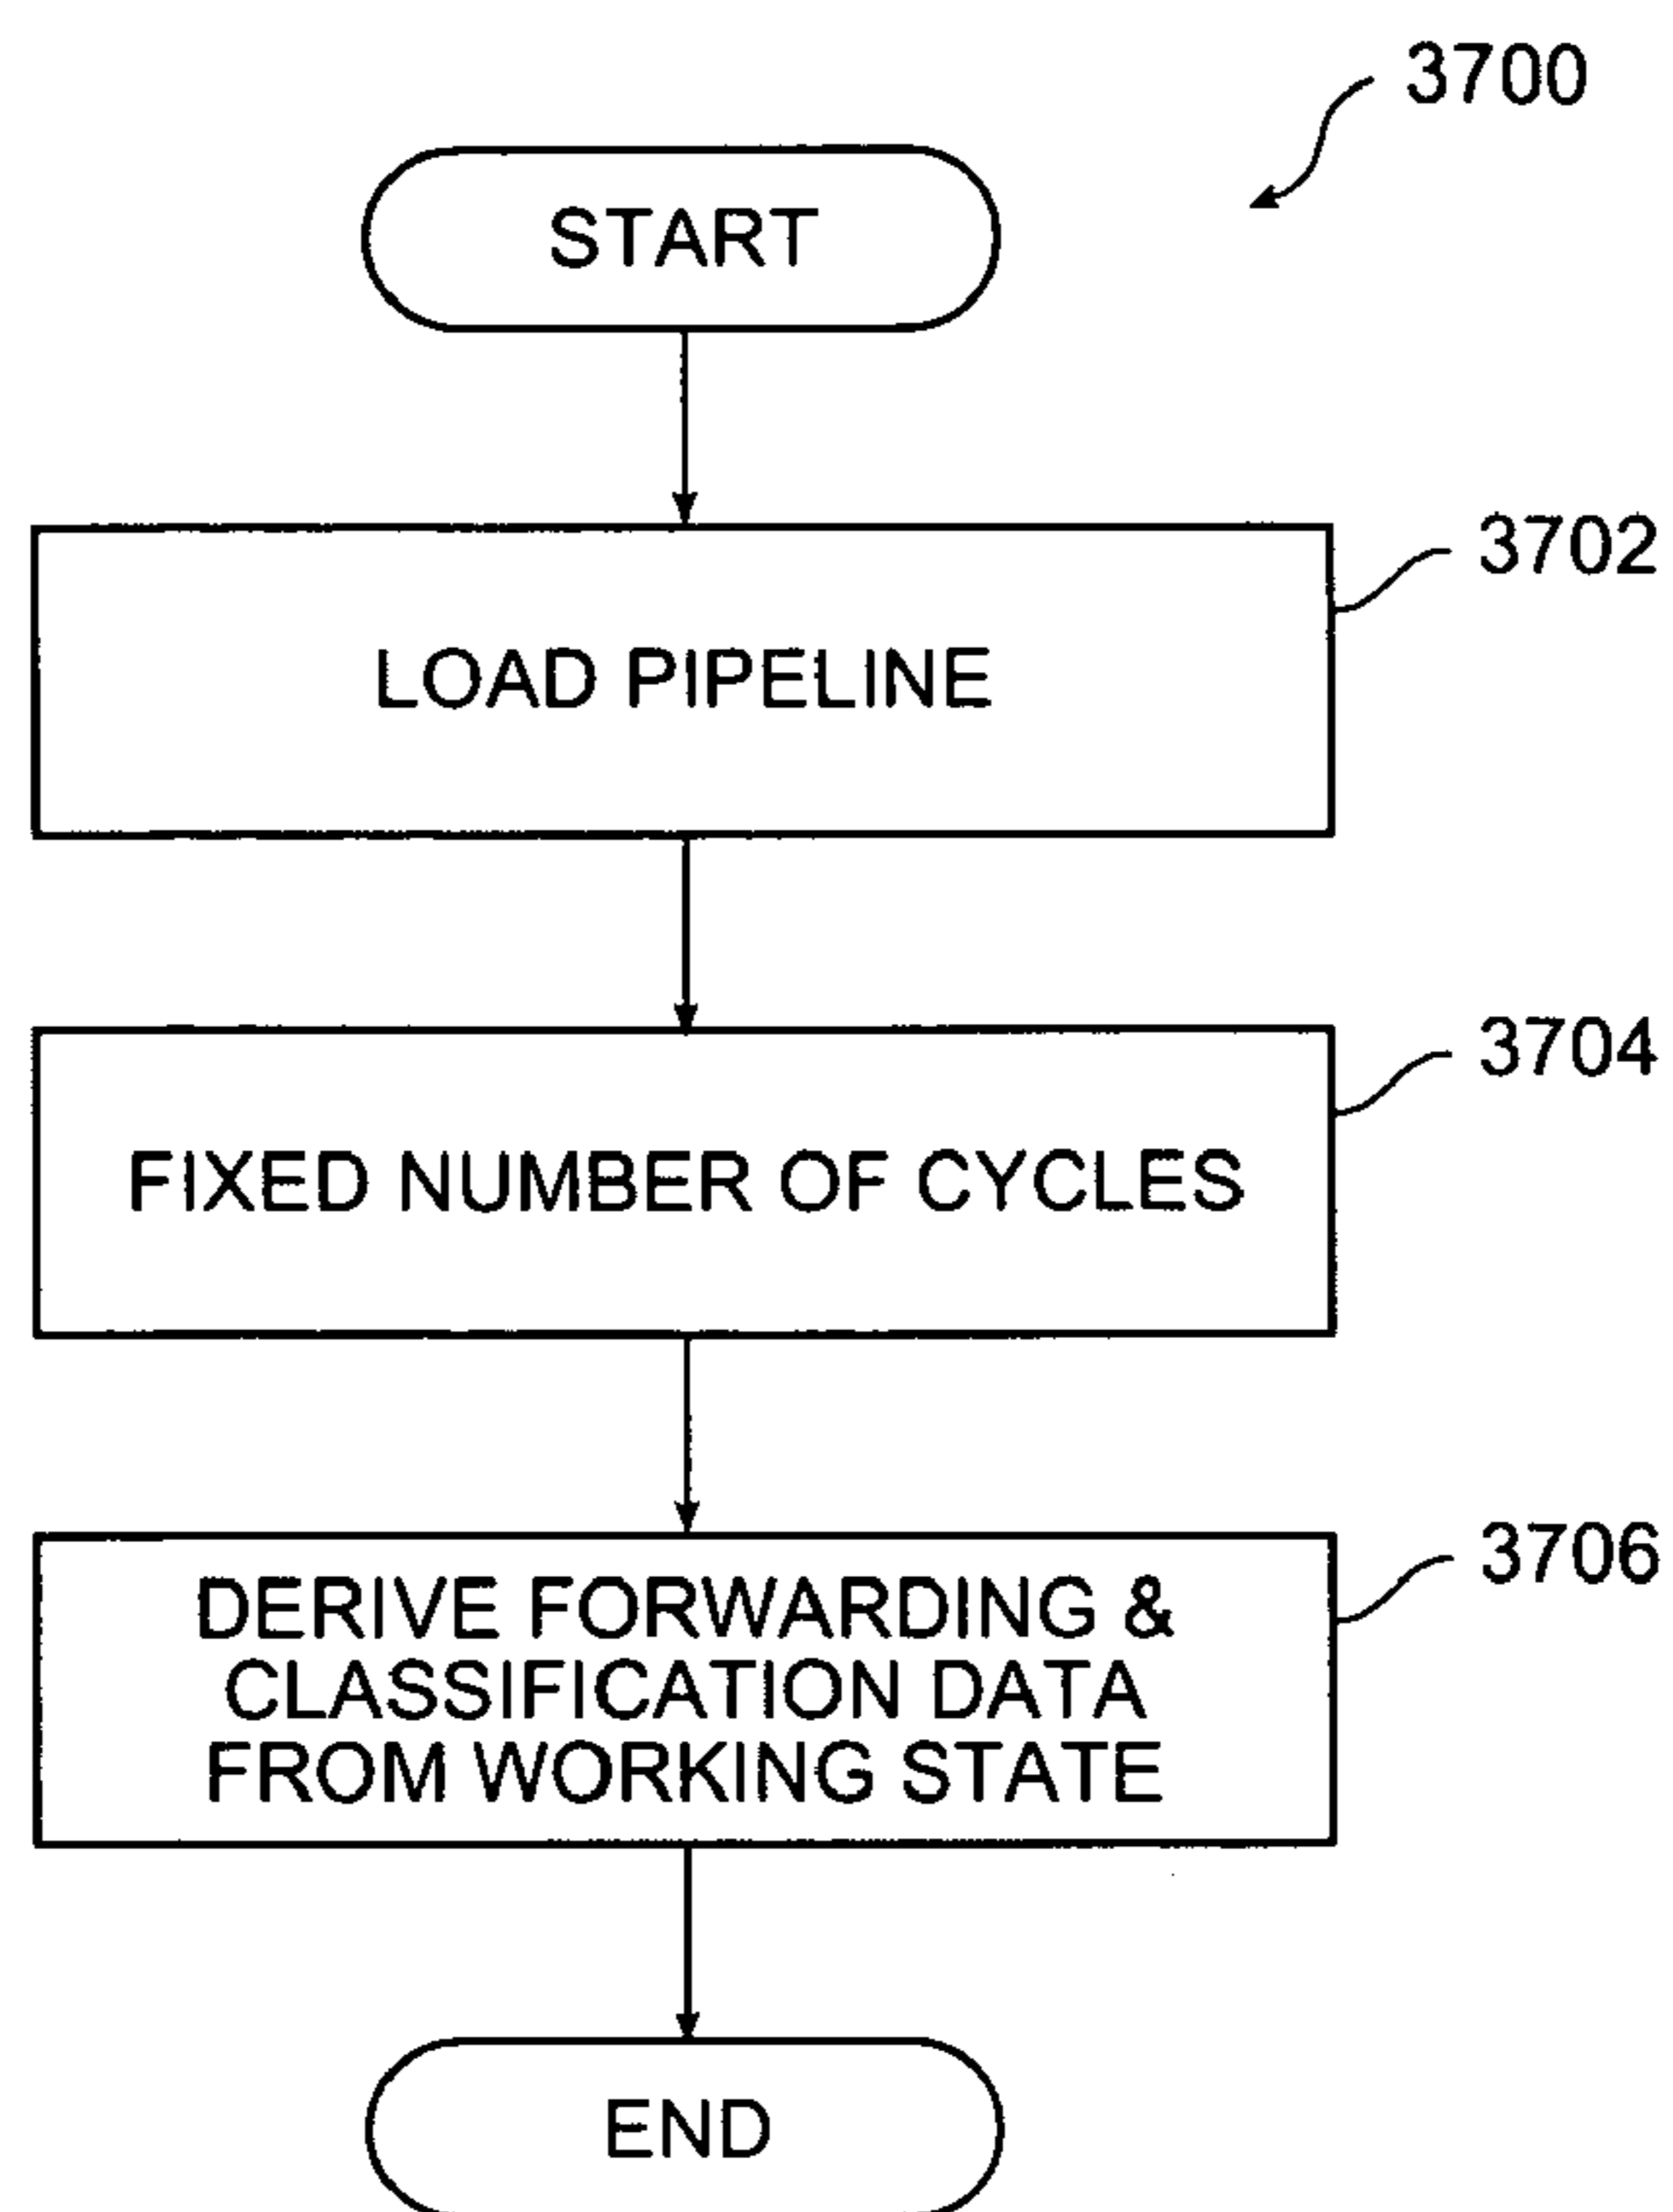 3700
START
3702
LOAD PIPELINE
3704
FIXED NUMBER OF CYCLES
3706
DERIVE FORWARDING &
CLASSIFICATION DATA
FROM WORKING STATE
END